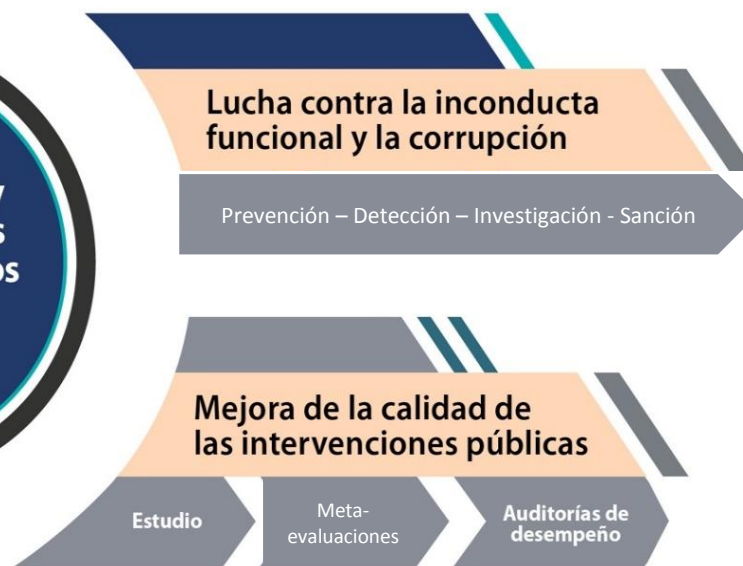 Lucha contra la inconducta
funcional y la corrupción
Prevención – Detección – Investigación - Sanción
Mejora de la calidad de
las intervenciones públicas
Estudio
Meta-
evaluaciones
Auditorías de
desempeño